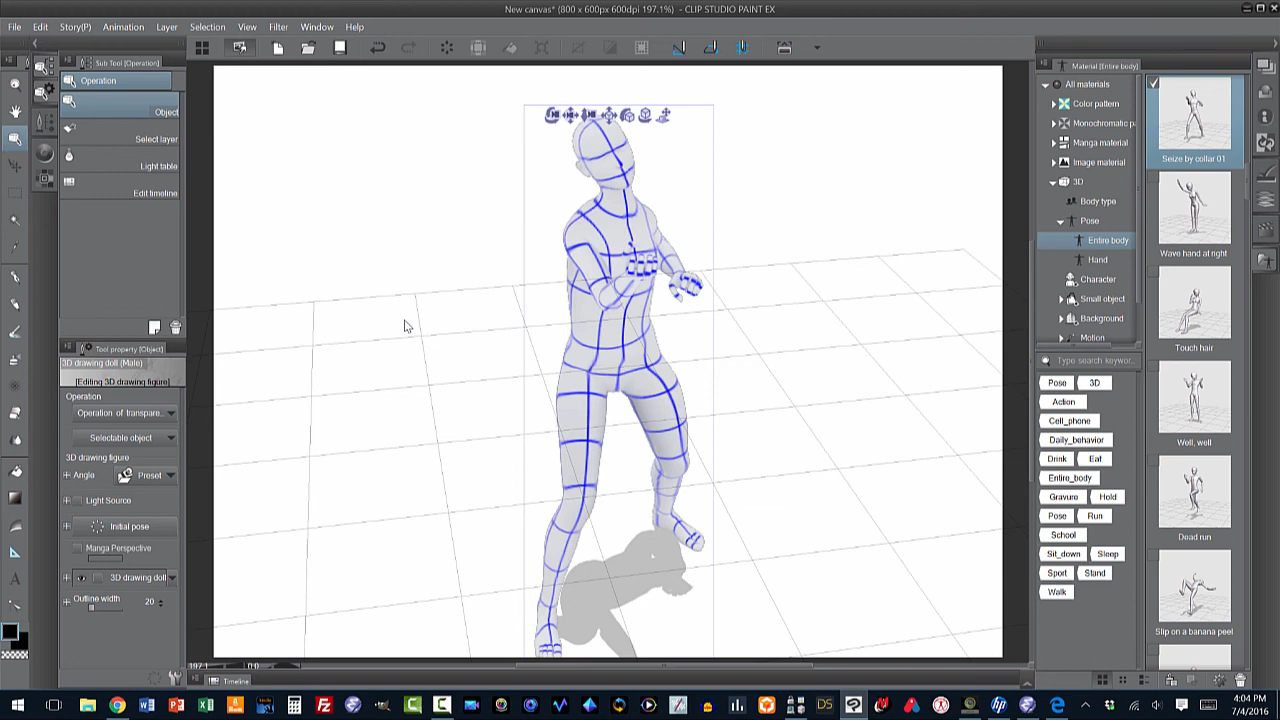 New canvas* (800 x 600px 600dpi 197.1%) - CLIP STUDIO PAINT EX
File Edit Story(P) Animation Layer Selection View Filter Window Help
Sub Tool [Operation]
Operation
Object
Select layer
Light table
Edit timeline
Tool property [Object]
3D drawing doll (Male)
[Editing 3D drawing figure]
Operation
Operation of transpare...
Selectable object
3D drawing figure
Angle Preset
Light Source
Initial pose
Manga Perspective
3D drawing doll
Outline width 20
197.1 0.0
Timeline
Material [Entire body]
All materials
Color pattern
Monochromatic p
Manga material
Image material
3D
Body type
Pose
Entire body
Hand
Character
Small object
Background
Motion
Type search keywor...
Pose 3D
Action
Cell_phone
Daily_behavior
Drink Eat
Entire_body
Gravure Hold
Pose Run
School
Sit_down Sleep
Sport Stand
Walk
Seize by collar 01
Wave hand at right
Touch hair
Well, well
Dead run
Slip on a banana peel
4:04 PM
7/4/2016